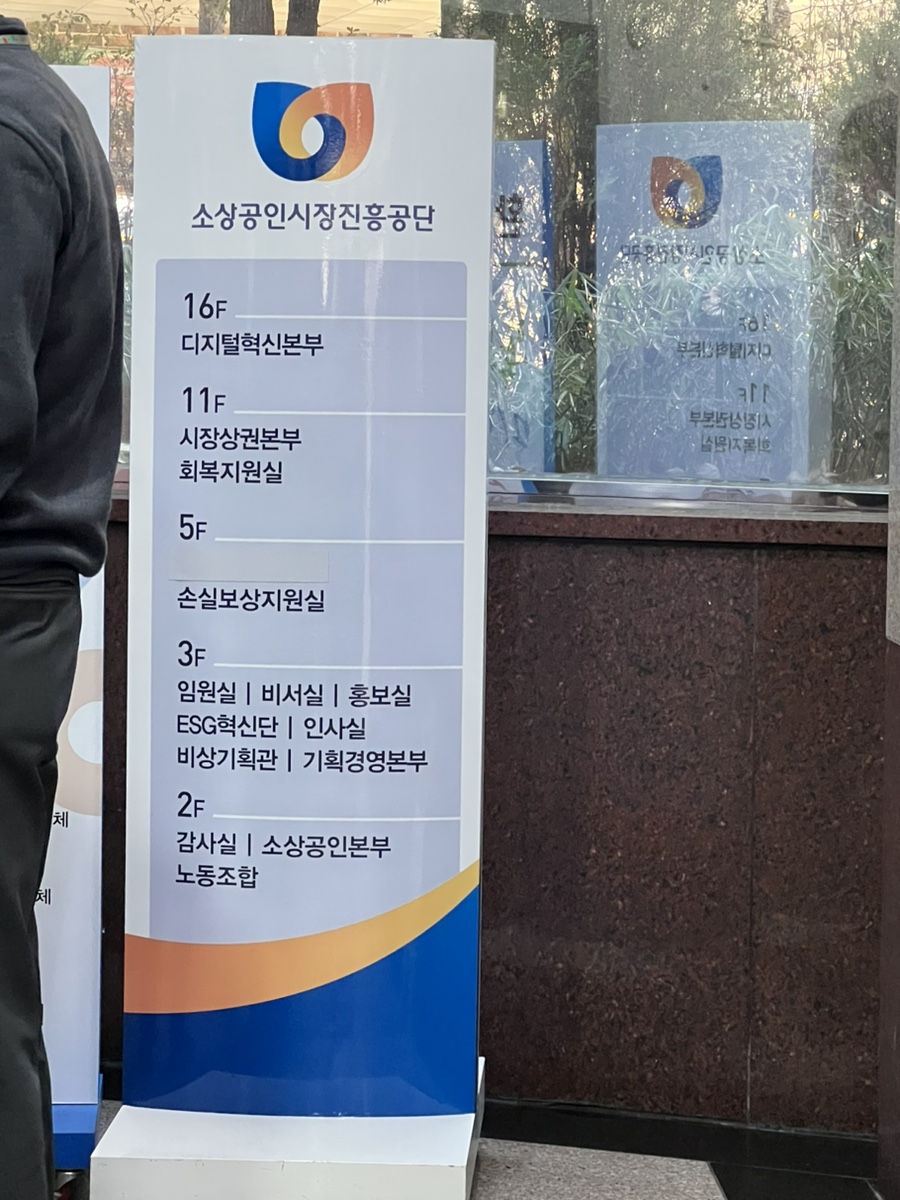 소상공인시장진흥공단
16F
디지털혁신본부
11F
시장상권본부
회복지원실
5F
손실보상지원실
3F
임원실 | 비서실 | 홍보실
ESG혁신단 | 인사실
비상기획관 | 기획경영본부
2F
감사실 | 소상공인본부
노동조합
체
체